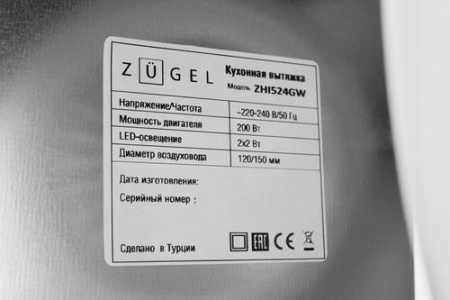 ZÜGEL Кухонная вытяжка
Модель ZHI524GW
Напряжение/Частота ~220-240 В/50 Гц
Мощность двигателя 200 Вт
LED-освещение 2х2 Вт
Диаметр воздуховода 120/150 мм
Дата изготовления:
Серийный номер :
Сделано в Турции EAC CE